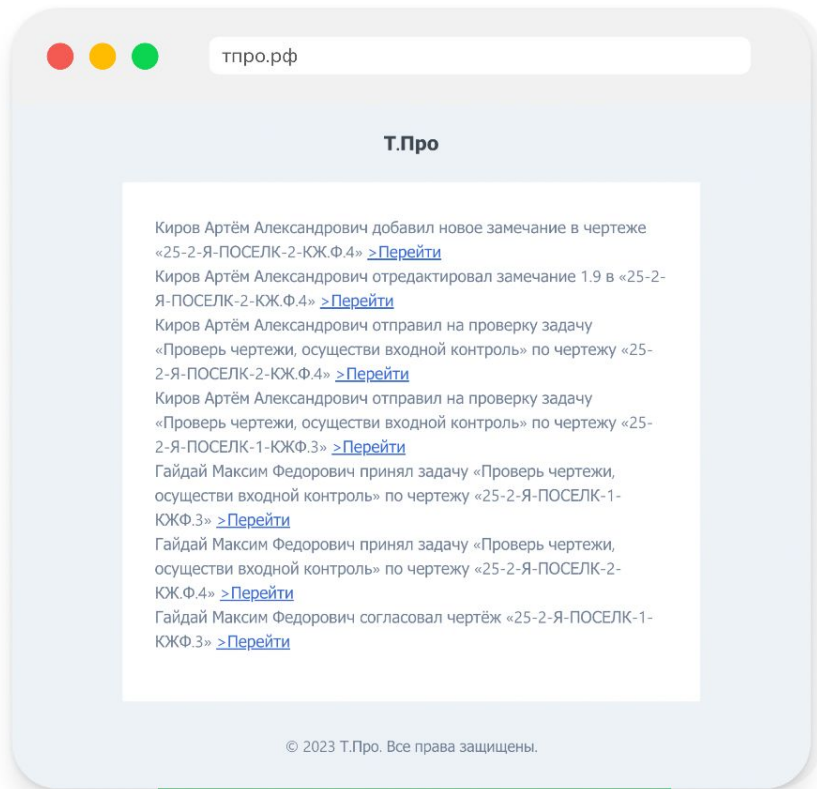 тпро.рф
Т.Про
Киров Артём Александрович добавил новое замечание в чертеже
«25-2-Я-ПОСЕЛК-2-КЖ.Ф.4» >Перейти
Киров Артём Александрович отредактировал замечание 1.9 в «25-2-
Я-ПОСЕЛК-2-КЖ.Ф.4» >Перейти
Киров Артём Александрович отправил на проверку задачу
«Проверь чертежи, осуществи входной контроль» по чертежу «25-
2-Я-ПОСЕЛК-2-КЖ.Ф.4» >Перейти
Киров Артём Александрович отправил на проверку задачу
«Проверь чертежи, осуществи входной контроль» по чертежу «25-
2-Я-ПОСЕЛК-1-КЖФ.3» >Перейти
Гайдай Максим Федорович принял задачу «Проверь чертежи,
осуществи входной контроль» по чертежу «25-2-Я-ПОСЕЛК-1-
КЖФ.3» >Перейти
Гайдай Максим Федорович принял задачу «Проверь чертежи,
осуществи входной контроль» по чертежу «25-2-Я-ПОСЕЛК-2-
КЖ.Ф.4» >Перейти
Гайдай Максим Федорович согласовал чертёж «25-2-Я-ПОСЕЛК-1-
КЖФ.3» >Перейти
© 2023 Т.Про. Все права защищены.